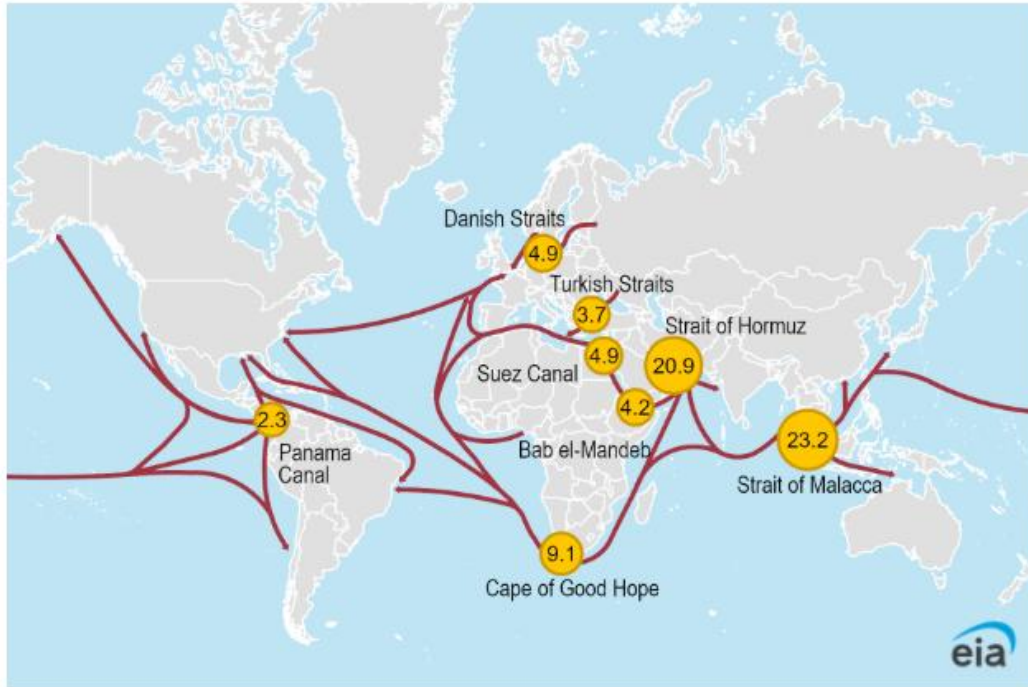 Danish Straits
4.9
Turkish Straits
3.7
Strait of Hormuz
4.9
20.9
Suez Canal
4.2
2.3
Bab el-Mandeb
23.2
Panama
Canal
Strait of Malacca
9.1
Cape of Good Hope
eia